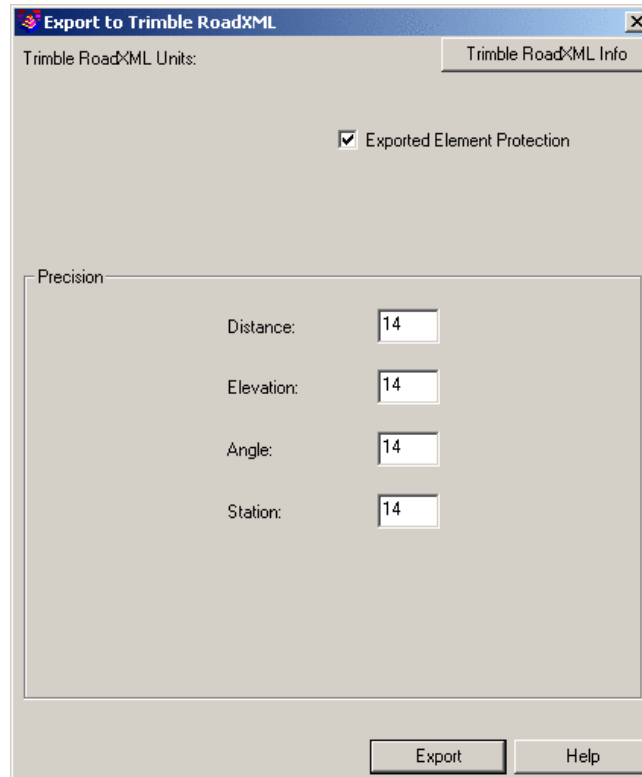 Export to Trimble RoadXML
Trimble RoadXML Units:
Trimble RoadXML Info
Exported Element Protection
Precision
Distance: 14
Elevation: 14
Angle: 14
Station: 14
Export
Help